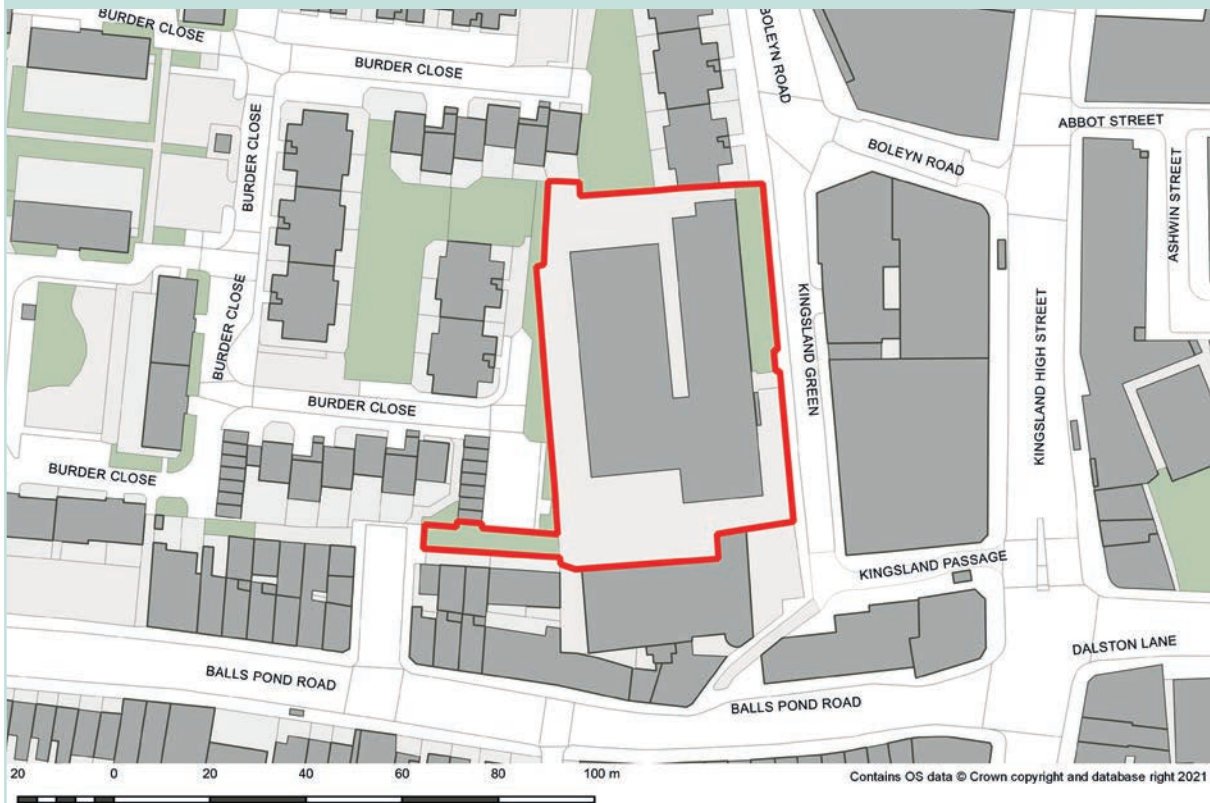 BURDER CLOSE
BURDER CLOSE
BOLEYN ROAD
ABBOT STREET
BOLEYN ROAD
BURDER CLOSE
ASHWIN STREET
BURDER CLOSE
KINGSLAND GREEN
KINGSLAND HIGH STREET
BURDER CLOSE
BURDER CLOSE
KINGSLAND PASSAGE
DALSTON LANE
BALLS POND ROAD
BALLS POND ROAD
20 0 20 40 60 80 100 m
Contains OS data © Crown copyright and database right 2021